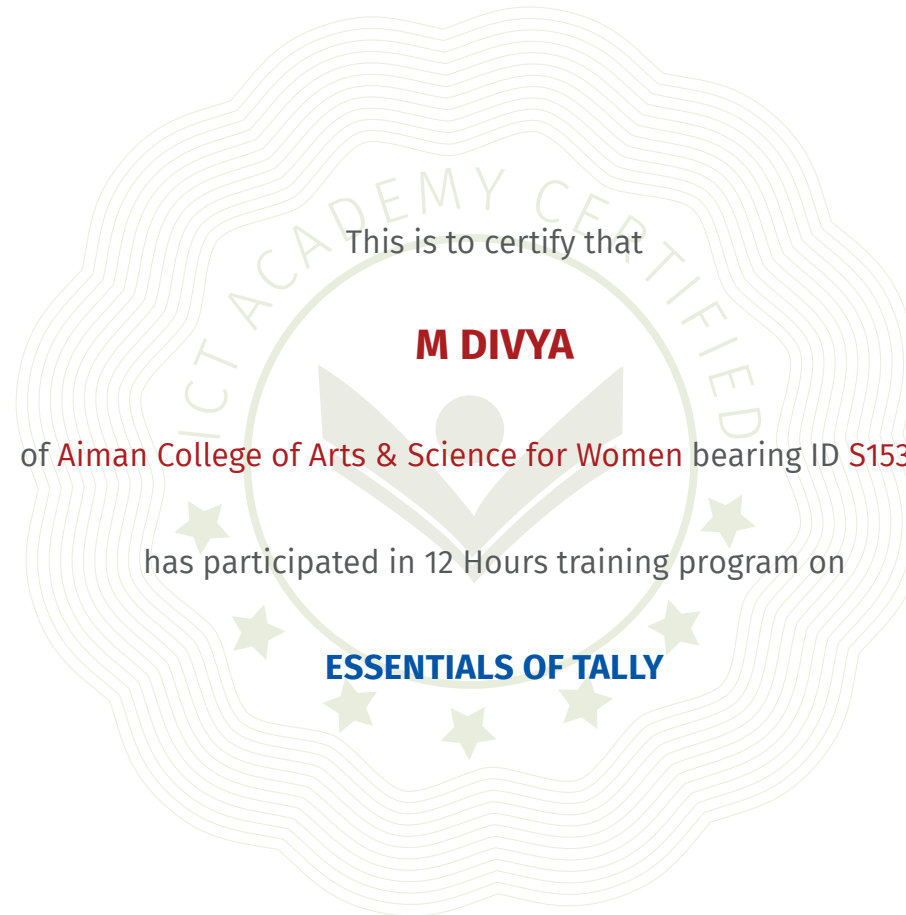 ICT ACADEMY CERTIFIED
This is to certify that
M DIVYA
of Aiman College of Arts & Science for Women bearing ID S153
has participated in 12 Hours training program on
ESSENTIALS OF TALLY